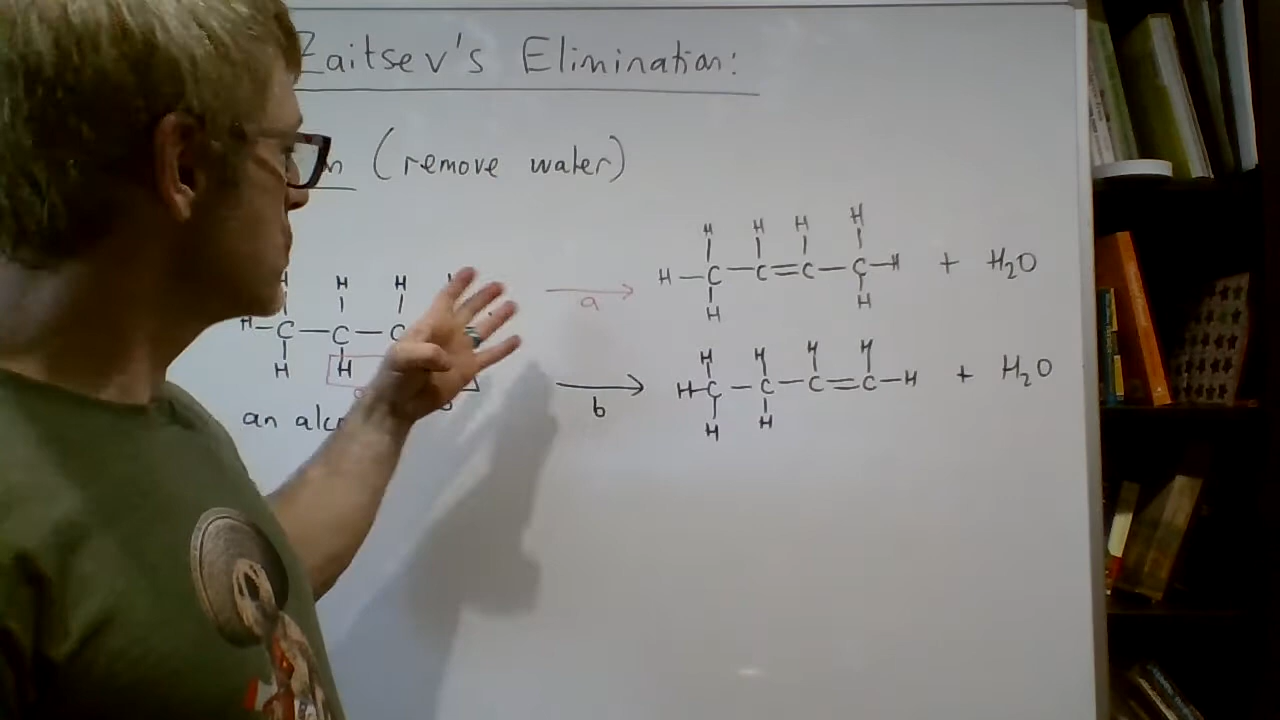 Zaitsev's Elimination:
(remove water)
H H H
H-C-C-C
H H
an alc
a
b
H H H H
H-C-C=C-C-H + H₂O
H H
H H H H
H-C-C-C=C-H + H₂O
H H